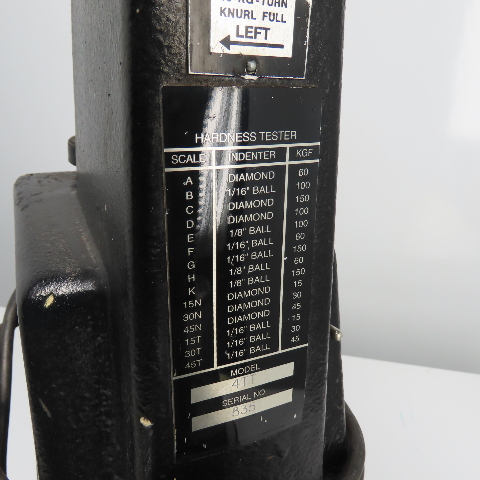 KNURL FULL
LEFT
HARDNESS TESTER
SCALE INDENTER KGF
A DIAMOND 60
B 1/16" BALL 100
C DIAMOND 150
D DIAMOND 100
E 1/8" BALL 100
F 1/16" BALL 60
G 1/16" BALL 150
H 1/8" BALL 60
K 1/8" BALL 150
15N DIAMOND 15
30N DIAMOND 30
45N DIAMOND 45
15T 1/16" BALL 15
30T 1/16" BALL 30
45T 1/16" BALL 45
MODEL
SERIAL NO.